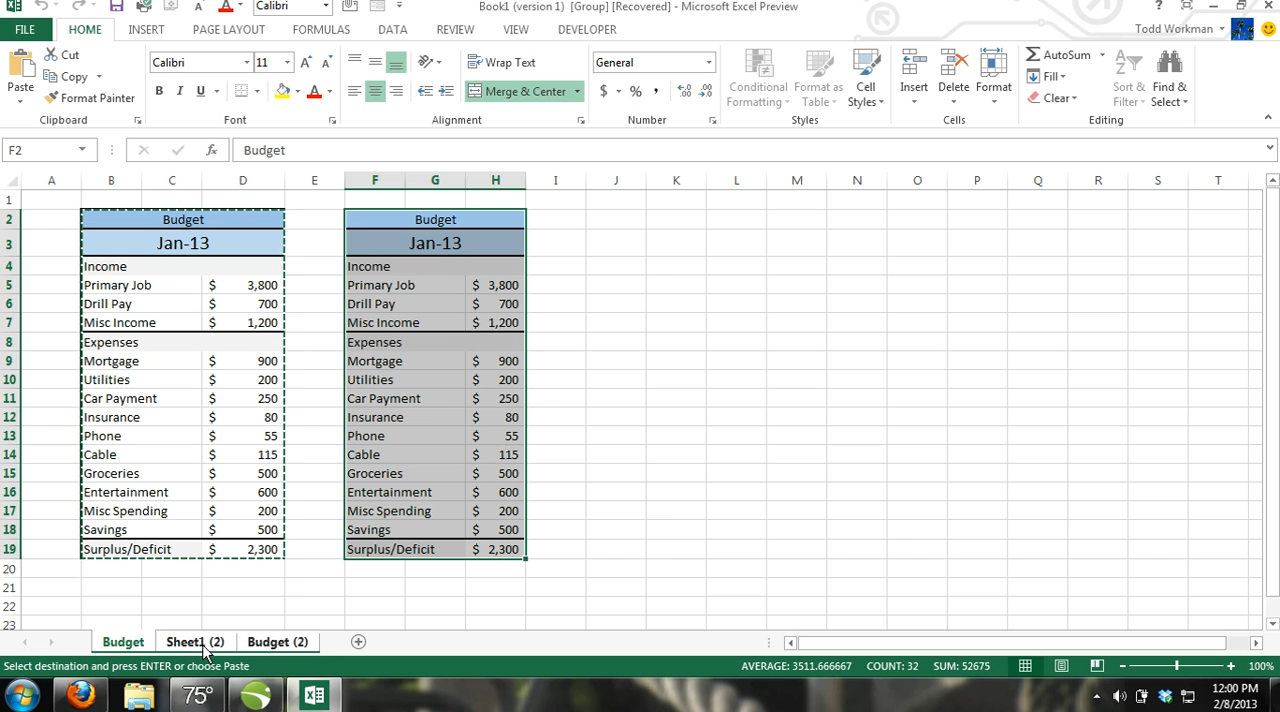 Book1 (version 1) [Group] [Recovered] - Microsoft Excel Preview
FILE HOME INSERT PAGE LAYOUT FORMULAS DATA REVIEW VIEW DEVELOPER Todd Workman
Paste Cut Copy Format Painter
Calibri 11
Wrap Text Merge & Center
General
Conditional Formatting Format as Table Cell Styles
Insert Delete Format
AutoSum Fill Clear Sort & Filter Find & Select
Clipboard Font Alignment Number Styles Cells Editing
F2 Budget
A B C D E F G H I J K L M N O P Q R S T
1
2 Budget Budget
3 Jan-13 Jan-13
4 Income Income
5 Primary Job $ 3,800 Primary Job $ 3,800
6 Drill Pay $ 700 Drill Pay $ 700
7 Misc Income $ 1,200 Misc Income $ 1,200
8 Expenses Expenses
9 Mortgage $ 900 Mortgage $ 900
10 Utilities $ 200 Utilities $ 200
11 Car Payment $ 250 Car Payment $ 250
12 Insurance $ 80 Insurance $ 80
13 Phone $ 55 Phone $ 55
14 Cable $ 115 Cable $ 115
15 Groceries $ 500 Groceries $ 500
16 Entertainment $ 600 Entertainment $ 600
17 Misc Spending $ 200 Misc Spending $ 200
18 Savings $ 500 Savings $ 500
19 Surplus/Deficit $ 2,300 Surplus/Deficit $ 2,300
20
21
22
23
Budget Sheet1 (2) Budget (2)
Select destination and press ENTER or choose Paste AVERAGE: 3511.666667 COUNT: 32 SUM: 52675 100%
75° 12:00 PM
2/8/2013